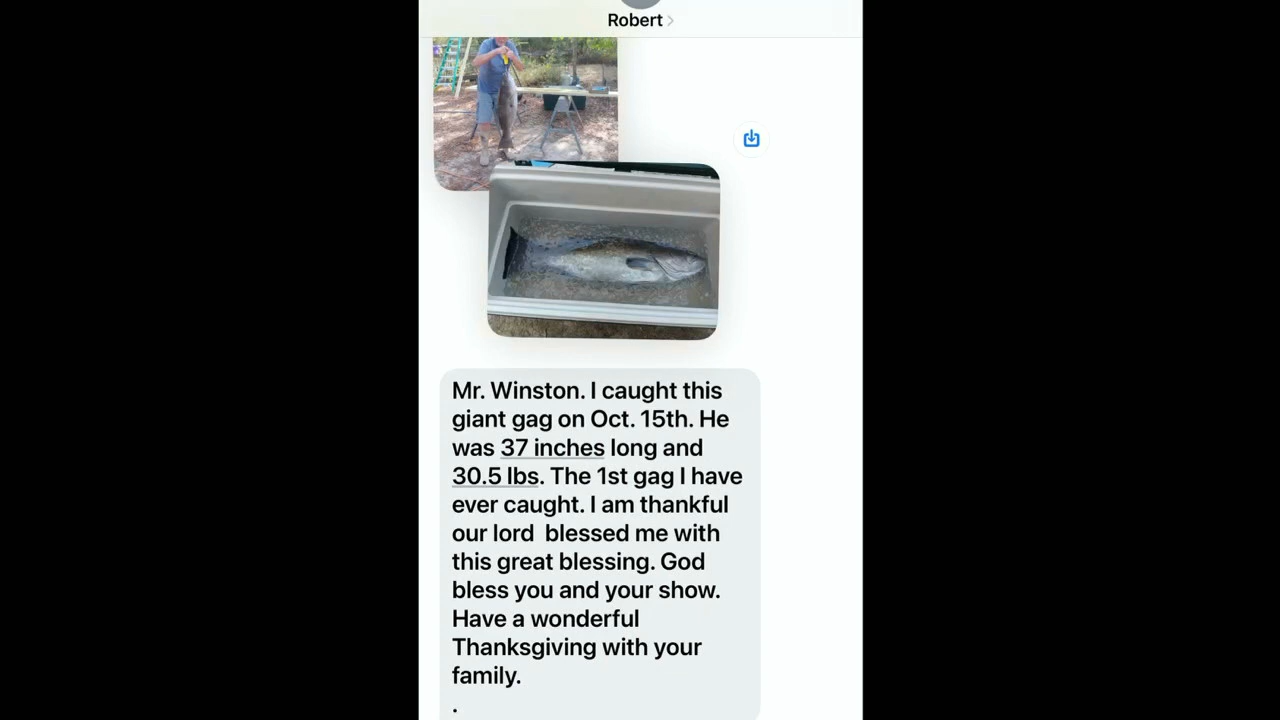 Robert
Mr. Winston. I caught this
giant gag on Oct. 15th. He
was 37 inches long and
30.5 lbs. The 1st gag I have
ever caught. I am thankful
our lord  blessed me with
this great blessing. God
bless you and your show.
Have a wonderful
Thanksgiving with your
family.
.